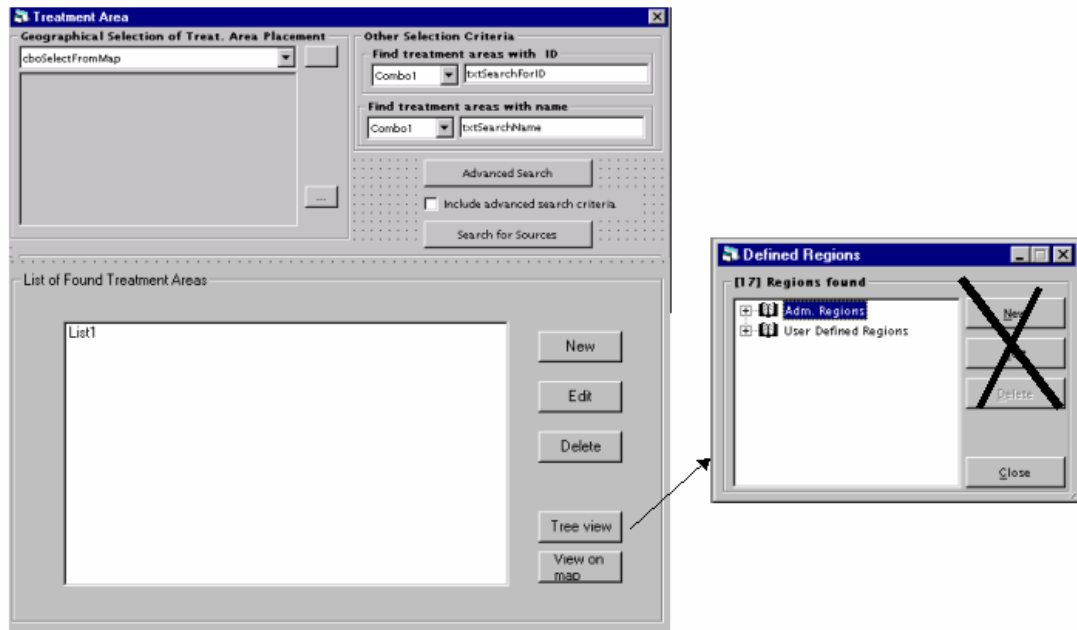 Treatment Area
Geographical Selection of Treat. Area Placement
cboSelectFromMap
...
Other Selection Criteria
Find treatment areas with ID
Combo1
txtSearchForID
Find treatment areas with name
Combo1
txtSearchName
Advanced Search
Include advanced search criteria
Search for Sources
List of Found Treatment Areas
List1
New
Edit
Delete
Tree view
View on
map
Defined Regions
[17] Regions found
Adm. Regions
User Defined Regions
New
Delete
Close